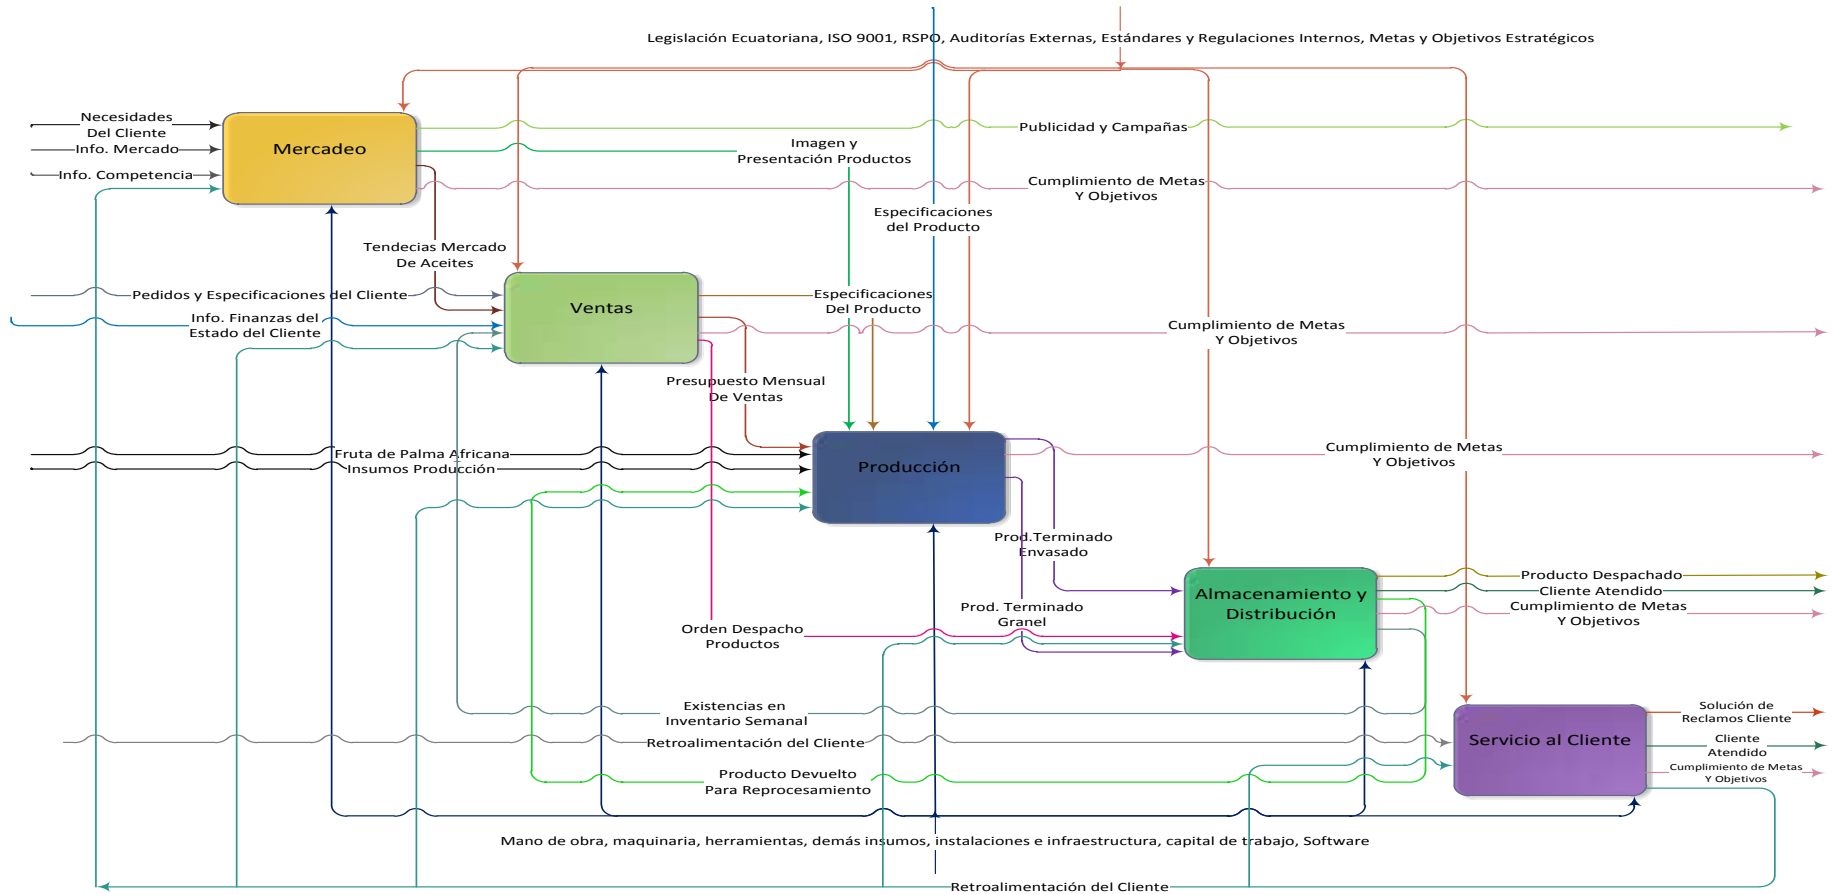 Legislación Ecuatoriana, ISO 9001, RSPO, Auditorías Externas, Estándares y Regulaciones Internos, Metas y Objetivos Estratégicos
Necesidades
Del Cliente
Info. Mercado
Info. Competencia
Mercadeo
Publicidad y Campañas
Imagen y
Presentación Productos
Cumplimiento de Metas
Y Objetivos
Especificaciones
del Producto
Tendecias Mercado
De Aceites
Pedidos y Especificaciones del Cliente
Info. Finanzas del
Estado del Cliente
Ventas
Especificaciones
Del Producto
Cumplimiento de Metas
Y Objetivos
Presupuesto Mensual
De Ventas
Fruta de Palma Africana
Insumos Producción
Producción
Cumplimiento de Metas
Y Objetivos
Prod.Terminado
Envasado
Prod. Terminado
Granel
Almacenamiento y
Distribución
Producto Despachado
Cliente Atendido
Cumplimiento de Metas
Y Objetivos
Orden Despacho
Productos
Existencias en
Inventario Semanal
Retroalimentación del Cliente
Producto Devuelto
Para Reprocesamiento
Servicio al Cliente
Solución de
Reclamos Cliente
Cliente
Atendido
Cumplimiento de Metas
Y Objetivos
Mano de obra, maquinaria, herramientas, demás insumos, instalaciones e infraestructura, capital de trabajo, Software
Retroalimentación del Cliente